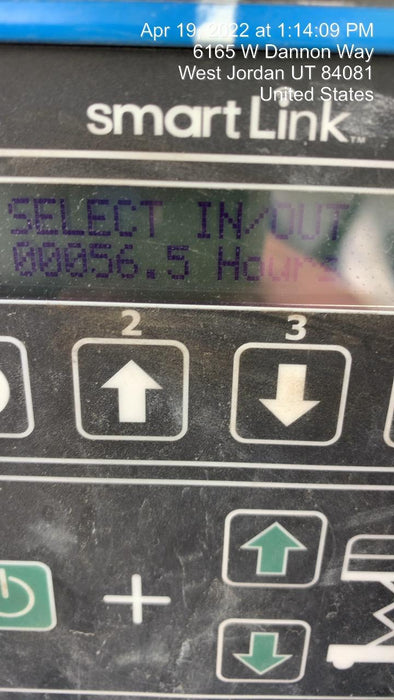 Apr 19, 2022 at 1:14:09 PM
6165 W Dannon Way
West Jordan UT 84081
United States
smartLink™
SELECT IN/OUT
00056.5 Hours
2 3